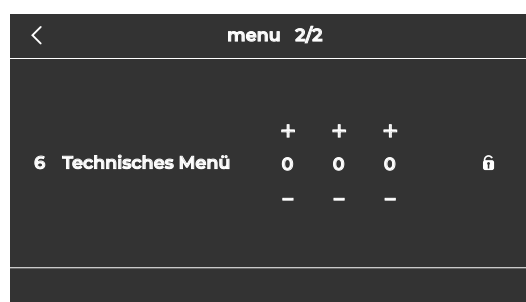 menu 2/2
+ + +
6 Technisches Menü 0 0 0
- - -